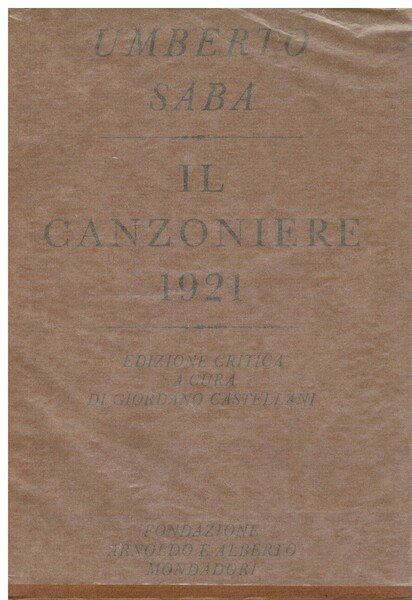 UMBERTO
SABA
IL
CANZONIERE
1921
EDIZIONE CRITICA
A CURA
DI GIORDANO CASTELLANI
FONDAZIONE
ARNOLDO E ALBERTO
MONDADORI